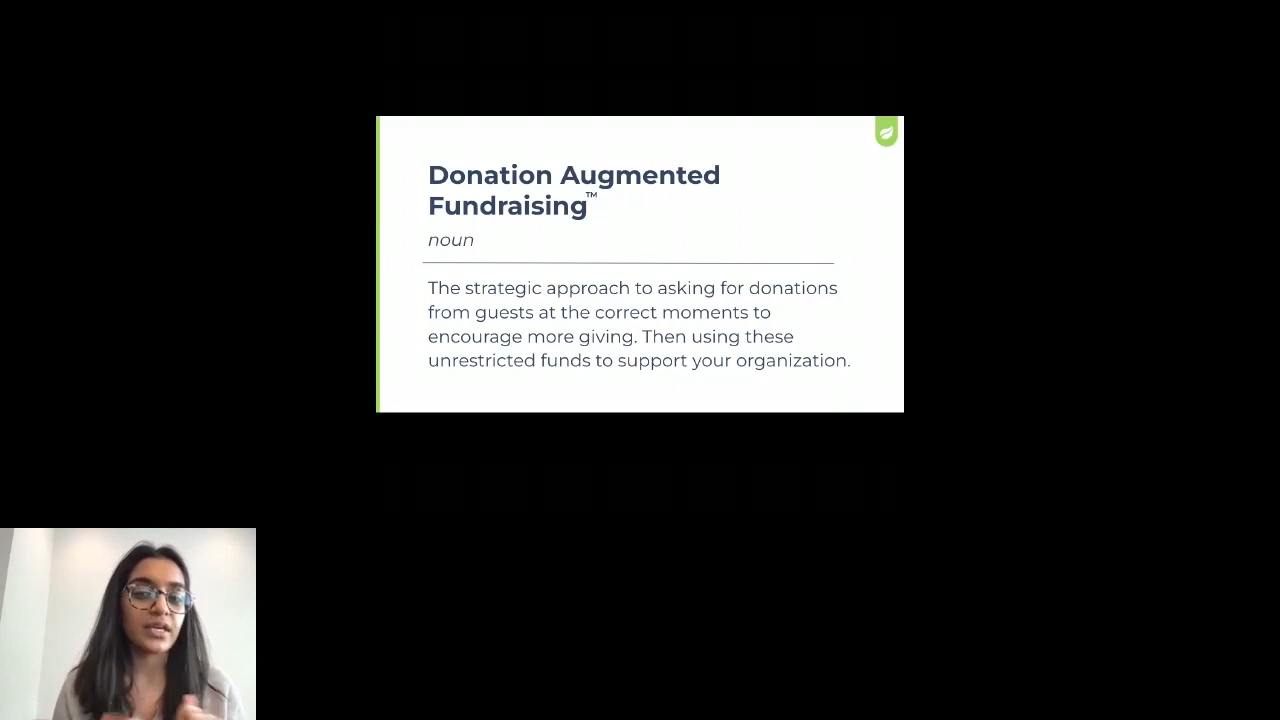 Donation Augmented
Fundraising™
noun
The strategic approach to asking for donations
from guests at the correct moments to
encourage more giving. Then using these
unrestricted funds to support your organization.